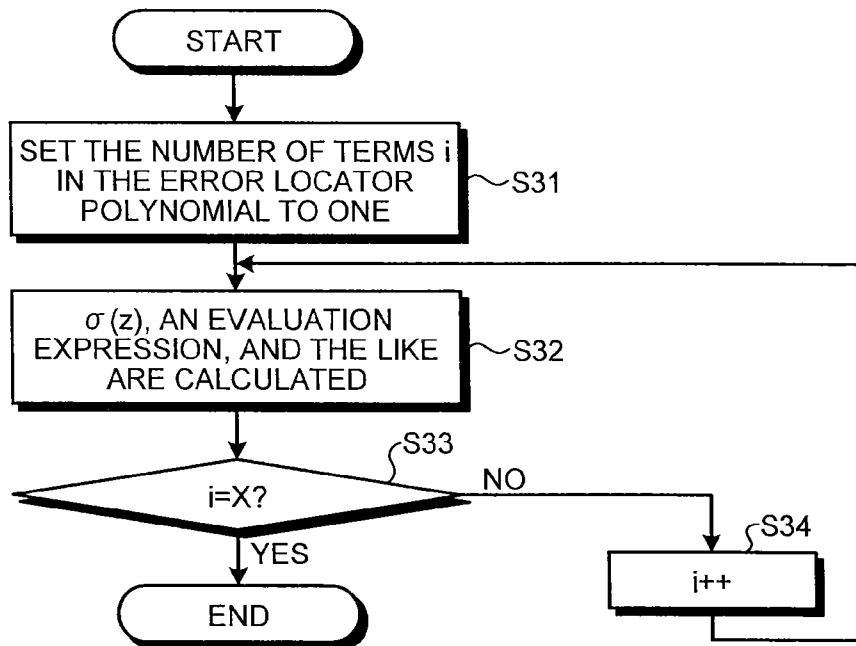 START
SET THE NUMBER OF TERMS i
IN THE ERROR LOCATOR
POLYNOMIAL TO ONE
S31
σ(z), AN EVALUATION
EXPRESSION, AND THE LIKE
ARE CALCULATED
S32
S33
i=X?
NO
YES
S34
i++
END